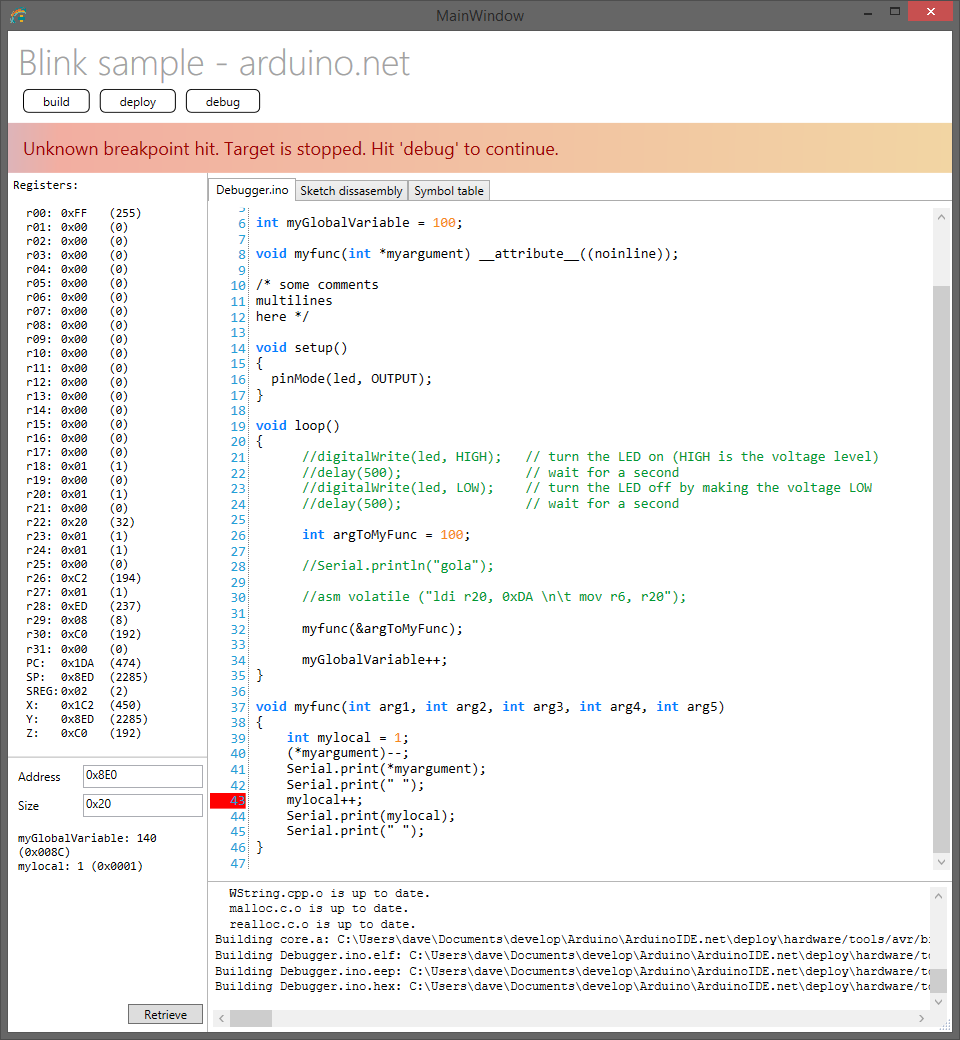 MainWindow
Blink sample - arduino.net
build deploy debug
Unknown breakpoint hit. Target is stopped. Hit 'debug' to continue.
Registers:
r00: 0xFF (255)
r01: 0x00 (0)
r02: 0x00 (0)
r03: 0x00 (0)
r04: 0x00 (0)
r05: 0x00 (0)
r06: 0x00 (0)
r07: 0x00 (0)
r08: 0x00 (0)
r09: 0x00 (0)
r10: 0x00 (0)
r11: 0x00 (0)
r12: 0x00 (0)
r13: 0x00 (0)
r14: 0x00 (0)
r15: 0x00 (0)
r16: 0x00 (0)
r17: 0x00 (0)
r18: 0x01 (1)
r19: 0x00 (0)
r20: 0x01 (1)
r21: 0x00 (0)
r22: 0x20 (32)
r23: 0x01 (1)
r24: 0x01 (1)
r25: 0x00 (0)
r26: 0xC2 (194)
r27: 0x01 (1)
r28: 0xED (237)
r29: 0x08 (8)
r30: 0xC0 (192)
r31: 0x00 (0)
PC: 0x1DA (474)
SP: 0x8ED (2285)
SREG: 0x02 (2)
X: 0x1C2 (450)
Y: 0x8ED (2285)
Z: 0xC0 (192)
Address 0x8E0
Size 0x20
myGlobalVariable: 140
(0x008C)
mylocal: 1 (0x0001)
Retrieve
Debugger.ino Sketch dissasembly Symbol table
5
6 int myGlobalVariable = 100;
7
8 void myfunc(int *myargument) __attribute__((noinline));
9
10 /* some comments
11 multilines
12 here */
13
14 void setup()
15 {
16 pinMode(led, OUTPUT);
17 }
18
19 void loop()
20 {
21 //digitalWrite(led, HIGH); // turn the LED on (HIGH is the voltage level)
22 //delay(500); // wait for a second
23 //digitalWrite(led, LOW); // turn the LED off by making the voltage LOW
24 //delay(500); // wait for a second
25
26 int argToMyFunc = 100;
27
28 //Serial.println("gola");
29
30 //asm volatile ("ldi r20, 0xDA \n\t mov r6, r20");
31
32 myfunc(&argToMyFunc);
33
34 myGlobalVariable++;
35 }
36
37 void myfunc(int arg1, int arg2, int arg3, int arg4, int arg5)
38 {
39 int mylocal = 1;
40 (*myargument)--;
41 Serial.print(*myargument);
42 Serial.print(" ");
43 mylocal++;
44 Serial.print(mylocal);
45 Serial.print(" ");
46 }
47
WString.cpp.o is up to date.
malloc.c.o is up to date.
realloc.c.o is up to date.
Building core.a: C:\Users\dave\Documents\develop\Arduino\ArduinoIDE.net\deploy\hardware/tools/avr/bi
Building Debugger.ino.elf: C:\Users\dave\Documents\develop\Arduino\ArduinoIDE.net\deploy\hardware/to
Building Debugger.ino.eep: C:\Users\dave\Documents\develop\Arduino\ArduinoIDE.net\deploy\hardware/to
Building Debugger.ino.hex: C:\Users\dave\Documents\develop\Arduino\ArduinoIDE.net\deploy\hardware/to